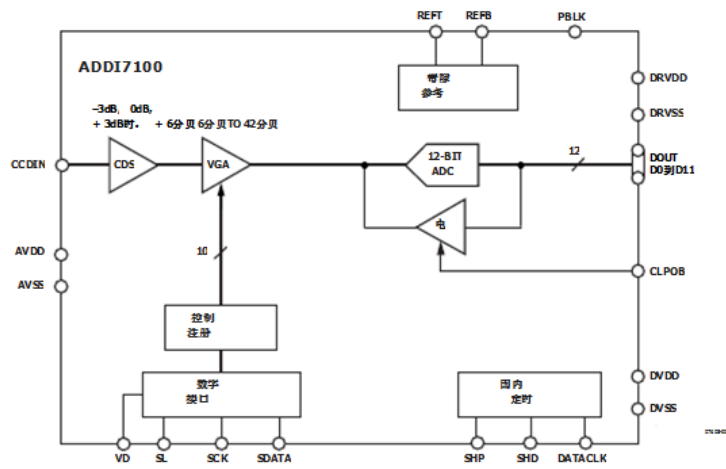 REFT REFB PBLK
ADDI7100
带隙
参考
DRVDD
DRVSS
−3dB, 0dB,
+3dB时。 +6分贝 6分贝TO 42分贝
CCDIN
CDS
VGA
12-BIT
ADC
12
DOUT
D0到D11
电
10
AVDD
AVSS
CLPOB
控制
注册
数字
接口
国内
定时
DVDD
DVSS
VD SL SCK SDATA SHP SHD DATACLK